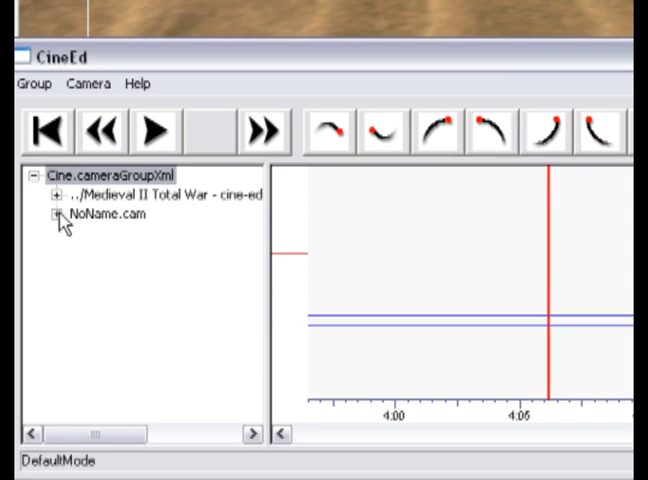 CineEd
Group Camera Help
Cine.cameraGroupXml
../Medieval II Total War - cine-ed
NoName.cam
4:00 4:05
DefaultMode